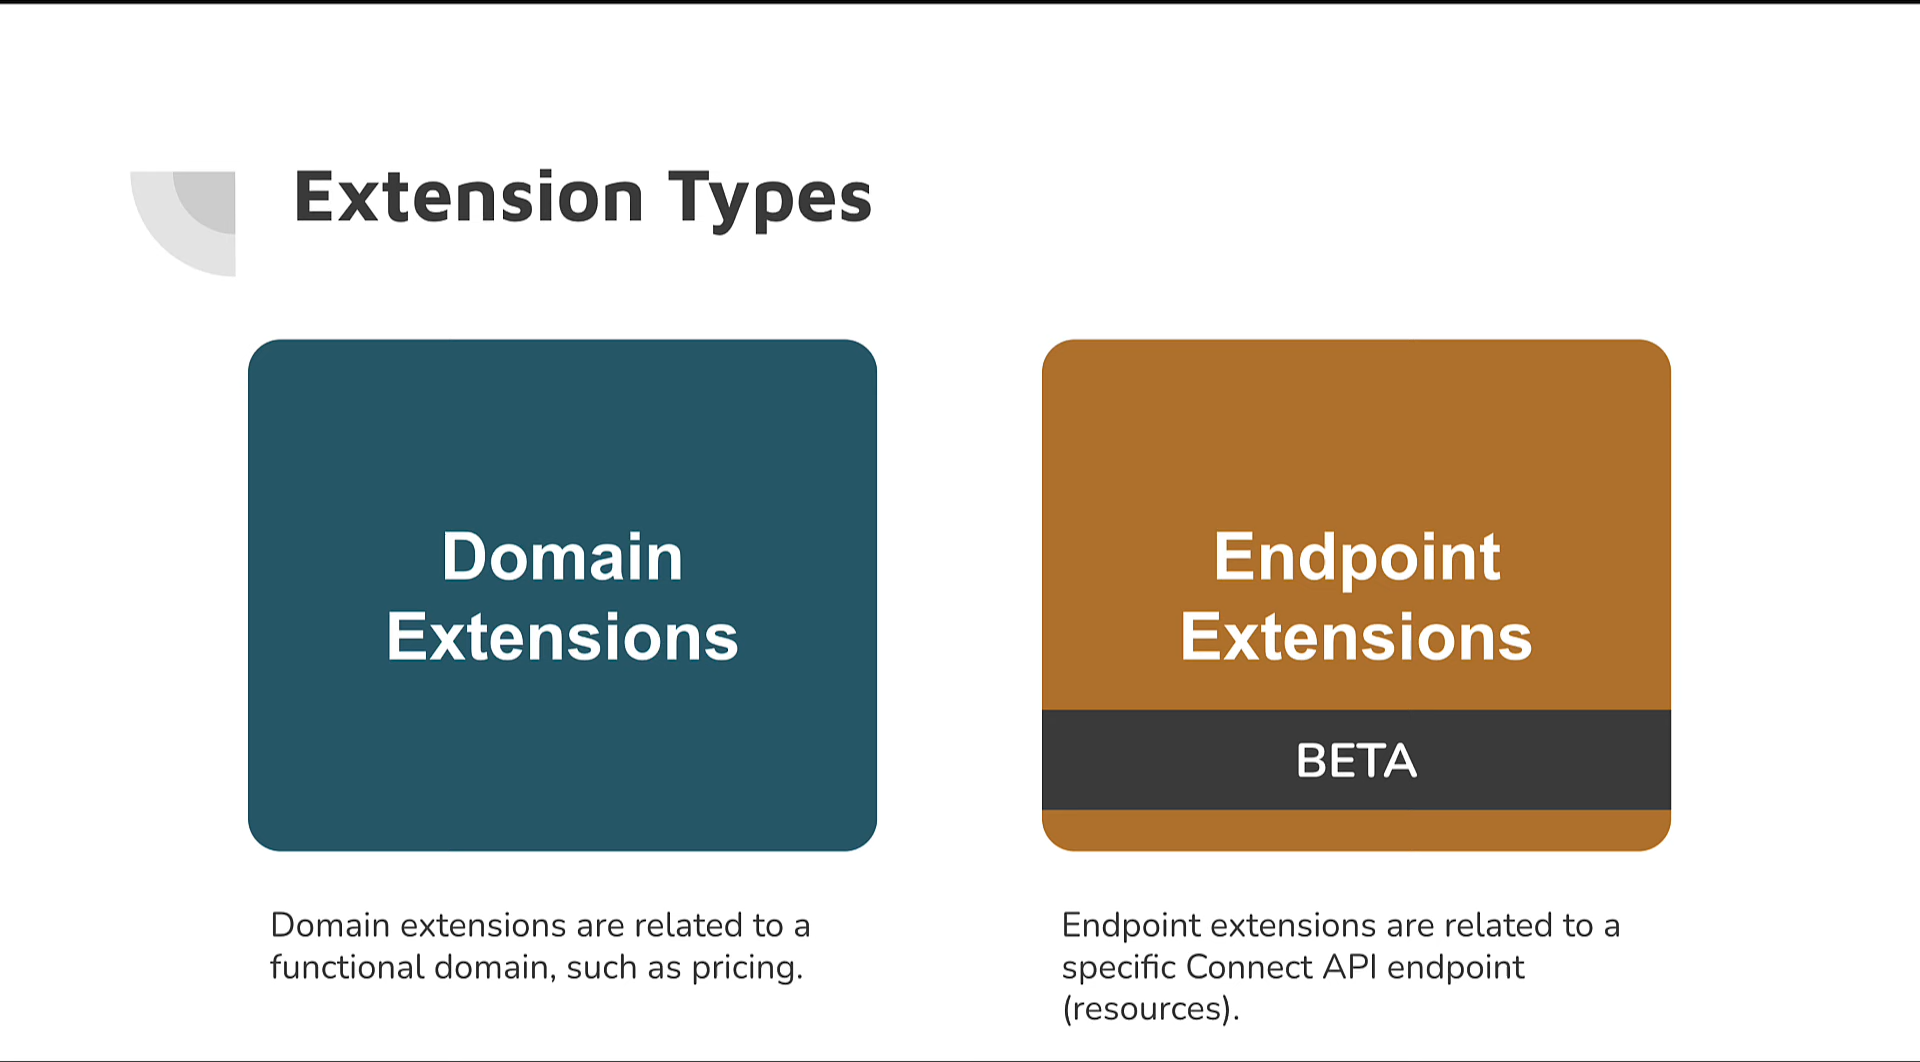 Extension Types
Domain
Extensions
Domain extensions are related to a
functional domain, such as pricing.
Endpoint
Extensions
BETA
Endpoint extensions are related to a
specific Connect API endpoint
(resources).